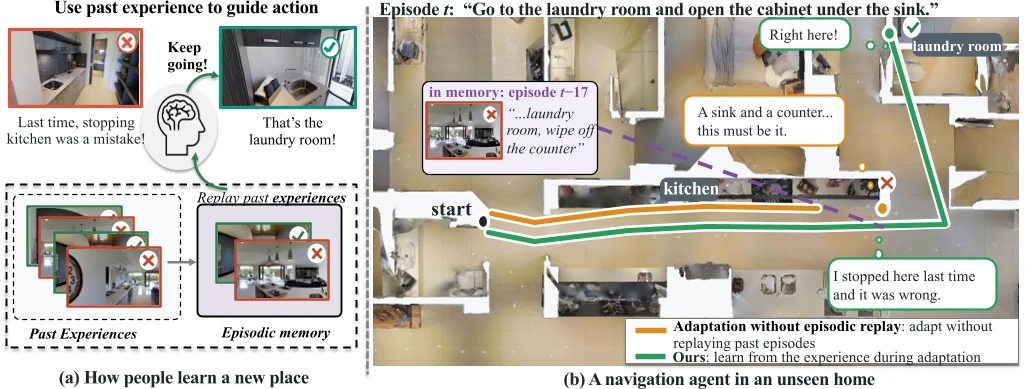 Use past experience to guide action
Keep
going!
Last time, stopping
kitchen was a mistake!
That's the
laundry room!
Replay past experiences
Past Experiences
Episodic memory
(a) How people learn a new place
Episode t: "Go to the laundry room and open the cabinet under the sink."
Right here!
laundry room
in memory: episode t−17
"...laundry
room, wipe off
the counter"
A sink and a counter...
this must be it.
kitchen
start
I stopped here last time
and it was wrong.
Adaptation without episodic replay: adapt without
replaying past episodes
Ours: learn from the experience during adaptation
(b) A navigation agent in an unseen home